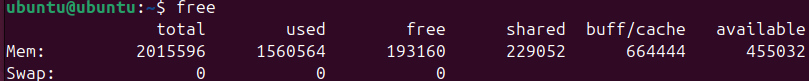 ubuntu@ubuntu:~$ free
total used free shared buff/cache available
Mem: 2015596 1560564 193160 229052 664444 455032
Swap: 0 0 0